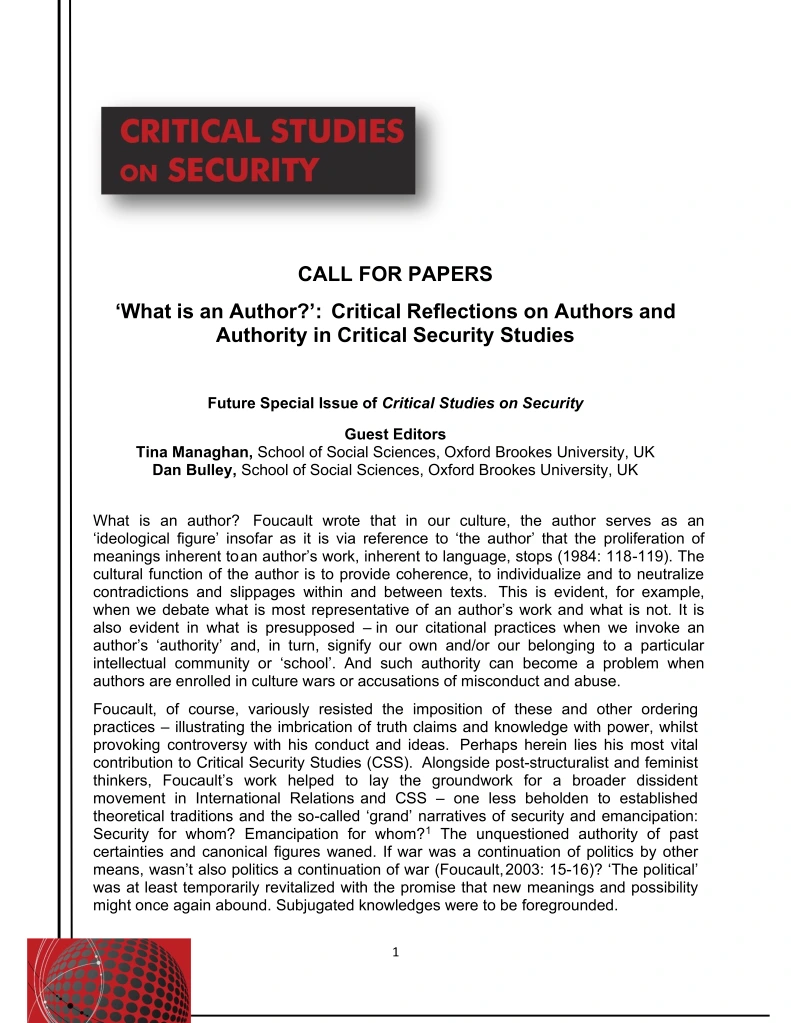 CRITICAL STUDIES
ON SECURITY
CALL FOR PAPERS
‘What is an Author?’: Critical Reflections on Authors and
Authority in Critical Security Studies
Future Special Issue of Critical Studies on Security
Guest Editors
Tina Managhan, School of Social Sciences, Oxford Brookes University, UK
Dan Bulley, School of Social Sciences, Oxford Brookes University, UK
What is an author? Foucault wrote that in our culture, the author serves as an
‘ideological figure’ insofar as it is via reference to ‘the author’ that the proliferation of
meanings inherent to an author’s work, inherent to language, stops (1984: 118-119). The
cultural function of the author is to provide coherence, to individualize and to neutralize
contradictions and slippages within and between texts. This is evident, for example,
when we debate what is most representative of an author’s work and what is not. It is
also evident in what is presupposed – in our citational practices when we invoke an
author’s ‘authority’ and, in turn, signify our own and/or our belonging to a particular
intellectual community or ‘school’. And such authority can become a problem when
authors are enrolled in culture wars or accusations of misconduct and abuse.
Foucault, of course, variously resisted the imposition of these and other ordering
practices – illustrating the imbrication of truth claims and knowledge with power, whilst
provoking controversy with his conduct and ideas. Perhaps herein lies his most vital
contribution to Critical Security Studies (CSS). Alongside post-structuralist and feminist
thinkers, Foucault’s work helped to lay the groundwork for a broader dissident
movement in International Relations and CSS – one less beholden to established
theoretical traditions and the so-called ‘grand’ narratives of security and emancipation:
Security for whom? Emancipation for whom?¹ The unquestioned authority of past
certainties and canonical figures waned. If war was a continuation of politics by other
means, wasn’t also politics a continuation of war (Foucault, 2003: 15-16)? ‘The political’
was at least temporarily revitalized with the promise that new meanings and possibility
might once again abound. Subjugated knowledges were to be foregrounded.
1